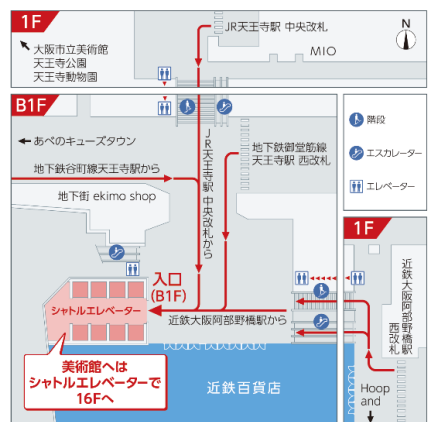 1F
JR天王寺駅 中央改札
N
大阪市立美術館
天王寺公園
天王寺動物園
MIO
B1F
あべのキューズタウン
JR天王寺駅 中央改札から
地下鉄御堂筋線
天王寺駅 西改札
地下鉄谷町線天王寺駅から
地下街 ekimo shop
階段
エスカレーター
エレベーター
1F
入口
(B1F)
シャトルエレベーター
近鉄大阪阿部野橋駅から
近鉄大阪阿部野橋駅
西改札
美術館へは
シャトルエレベーターで
16Fへ
近鉄百貨店
Hoop
and